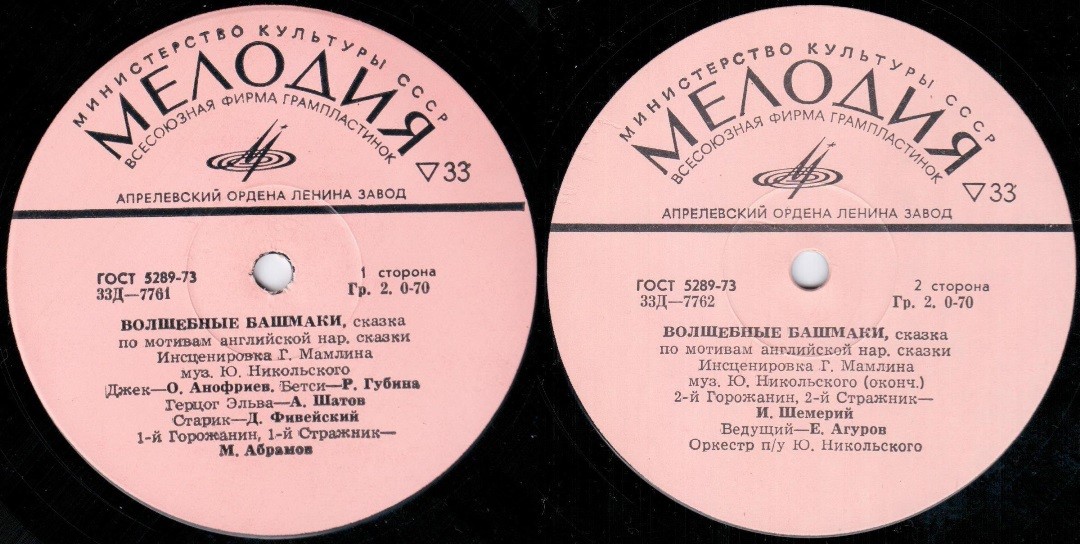 МИНИСТЕРСТВО КУЛЬТУРЫ СССР
МЕЛОДИЯ
ВСЕСОЮЗНАЯ ФИРМА ГРАМПЛАСТИНОК
▽33
АПРЕЛЕВСКИЙ ОРДЕНА ЛЕНИНА ЗАВОД
ГОСТ 5289-73
33Д—7761
1 сторона
Гр. 2. 0-70
ВОЛШЕБНЫЕ БАШМАКИ, сказка
по мотивам английской нар. сказки
Инсценировка Г. Мамлина
муз. Ю. Никольского
Джек—О. Анофриев. Бетси—Р. Губина
Герцог Эльва—А. Шатов
Старик—Д. Фивейский
1-й Горожанин, 1-й Стражник—
М. Абрамов
МИНИСТЕРСТВО КУЛЬТУРЫ СССР
МЕЛОДИЯ
ВСЕСОЮЗНАЯ ФИРМА ГРАМПЛАСТИНОК
▽33
АПРЕЛЕВСКИЙ ОРДЕНА ЛЕНИНА ЗАВОД
ГОСТ 5289-73
33Д—7762
2 сторона
Гр. 2. 0-70
ВОЛШЕБНЫЕ БАШМАКИ, сказка
по мотивам английской нар. сказки
Инсценировка Г. Мамлина
муз. Ю. Никольского (оконч.)
2-й Горожанин, 2-й Стражник—
И. Шемерий
Ведущий—Е. Агуров
Оркестр п/у Ю. Никольского